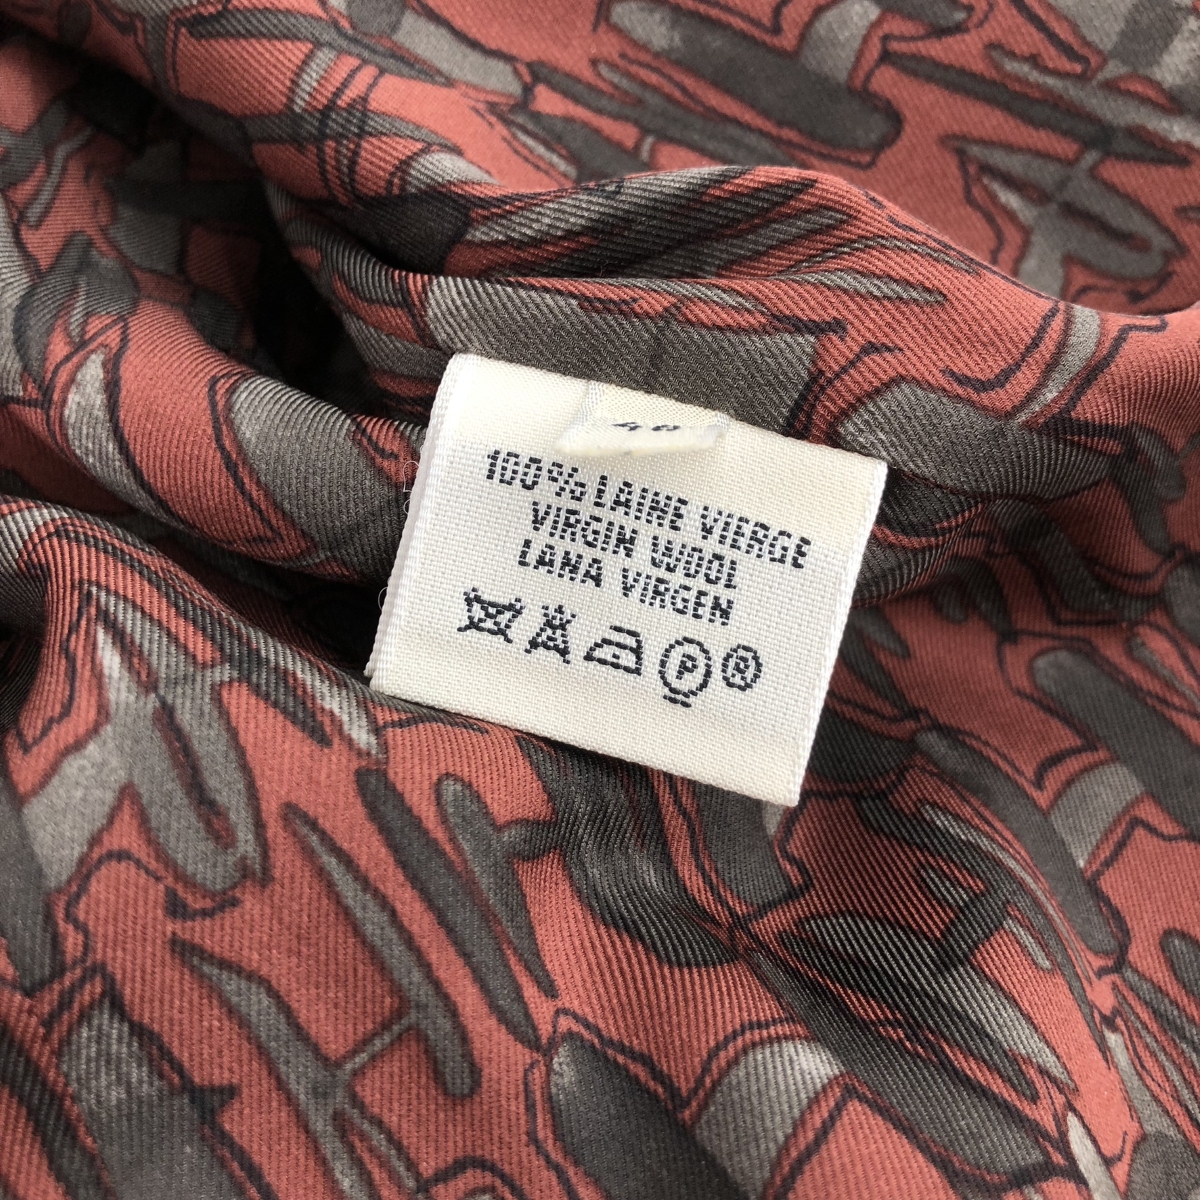 100% LAINE VIERGE
VIRGIN WOOL
LANA VIRGEN
P